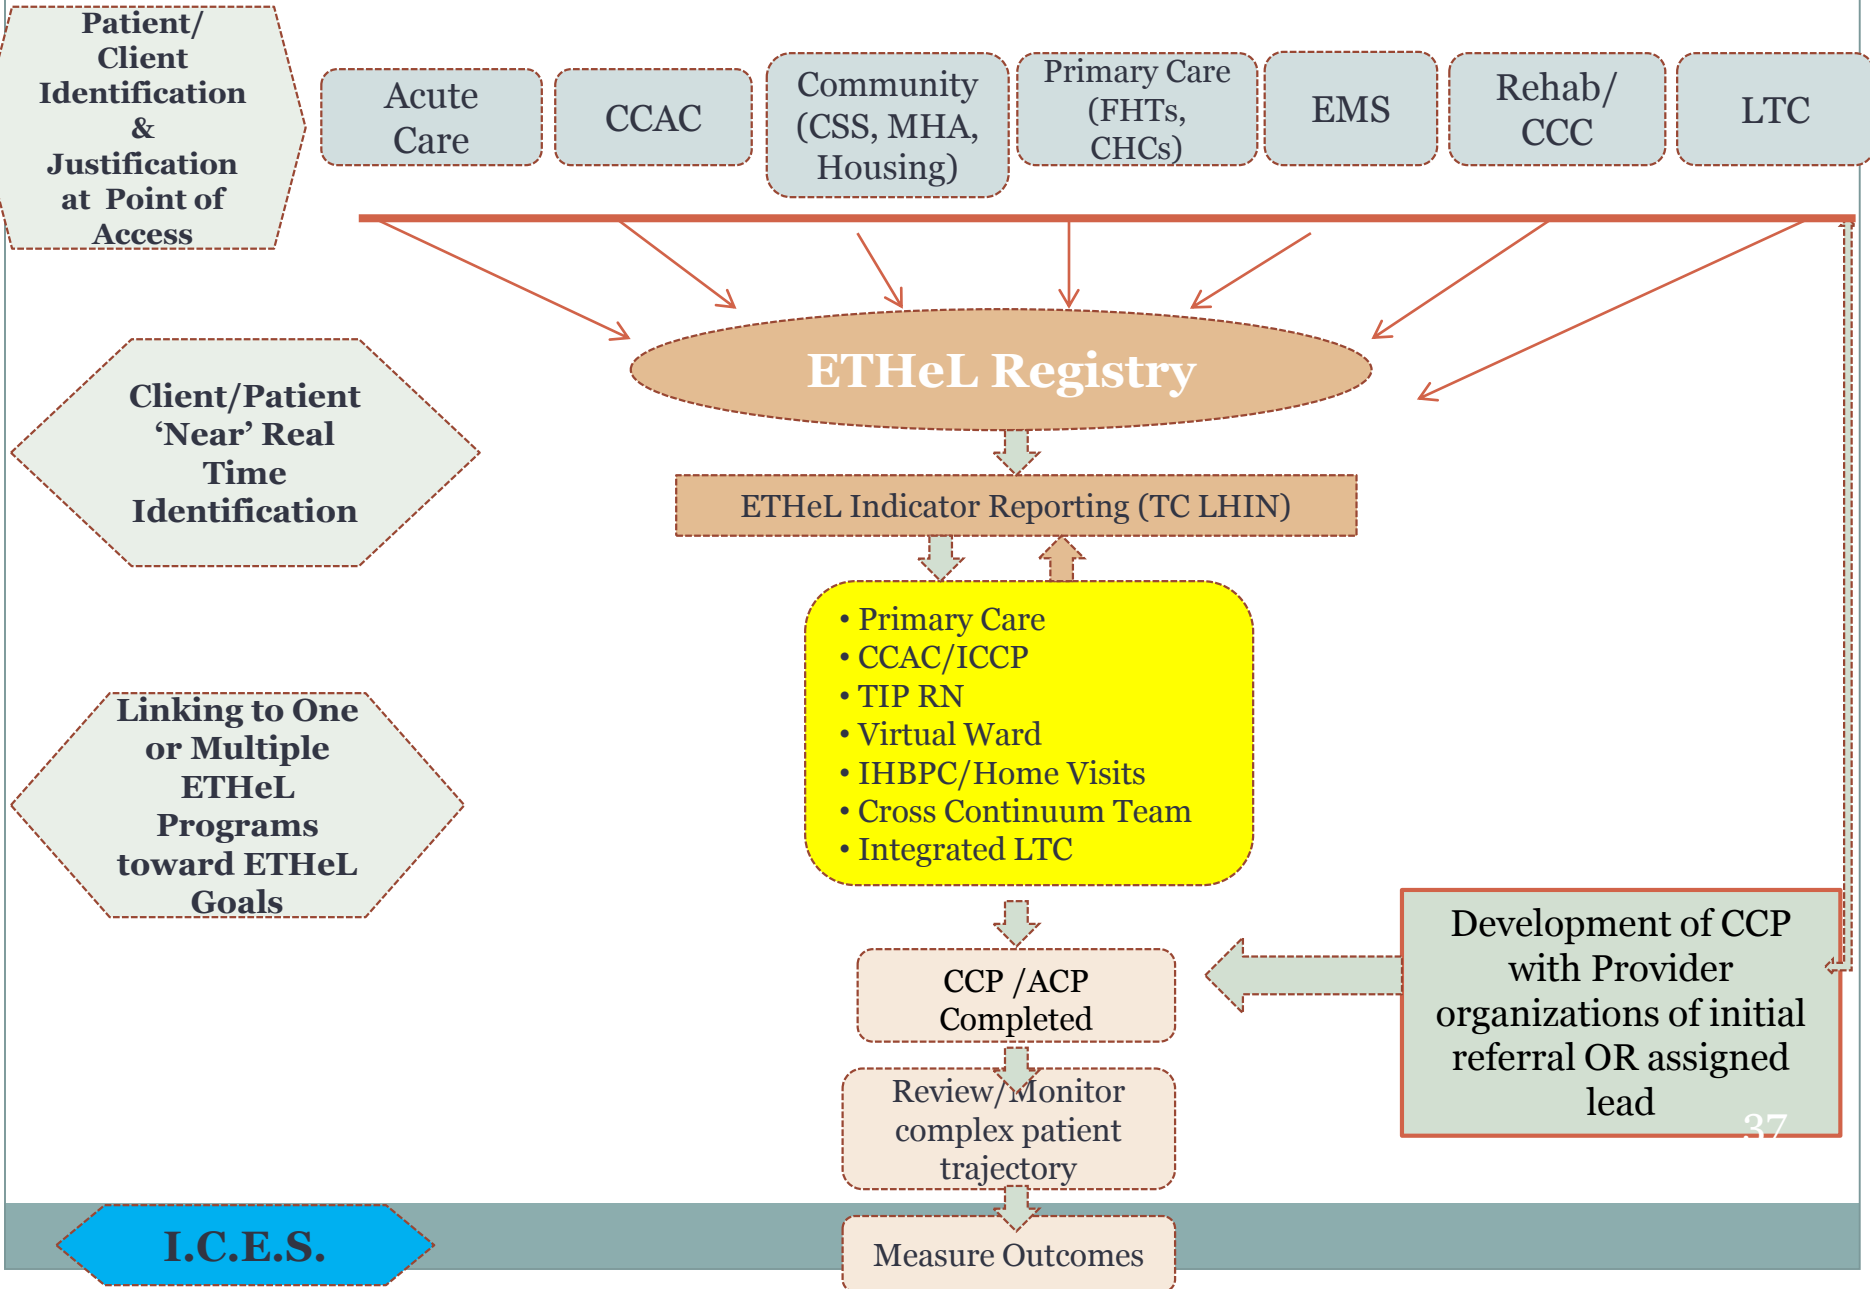 Patient/
Client
Identification
&
Justification
at Point of
Access
Acute
Care
CCAC
Community
(CSS, MHA,
Housing)
Primary Care
(FHTs,
CHCs)
EMS
Rehab/
CCC
LTC
ETHeL Registry
Client/Patient
‘Near’ Real
Time
Identification
ETHeL Indicator Reporting (TC LHIN)
• Primary Care
• CCAC/ICCP
• TIP RN
• Virtual Ward
• IHBPC/Home Visits
• Cross Continuum Team
• Integrated LTC
Linking to One
or Multiple
ETHeL
Programs
toward ETHeL
Goals
CCP /ACP
Completed
Development of CCP
with Provider
organizations of initial
referral OR assigned
lead
37
Review/Monitor
complex patient
trajectory
I.C.E.S.
Measure Outcomes